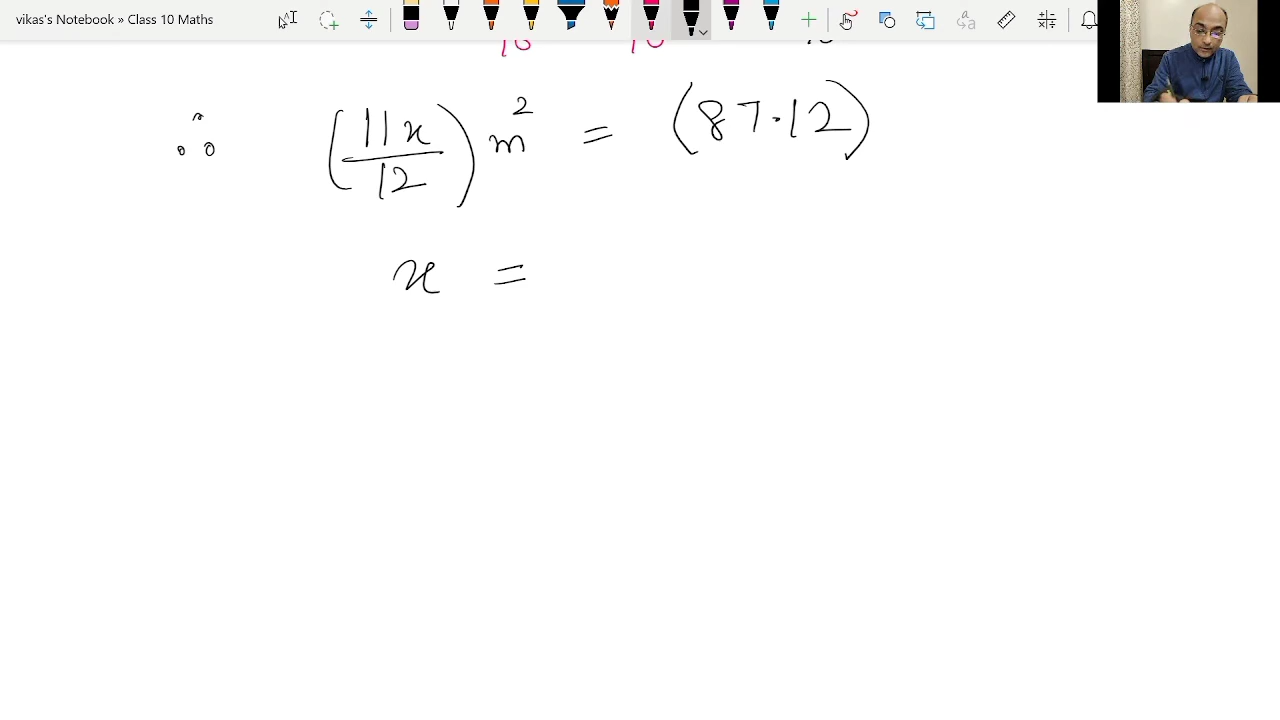 vikas's Notebook » Class 10 Maths
∴ (11x/12) m² = (87.12)
x =